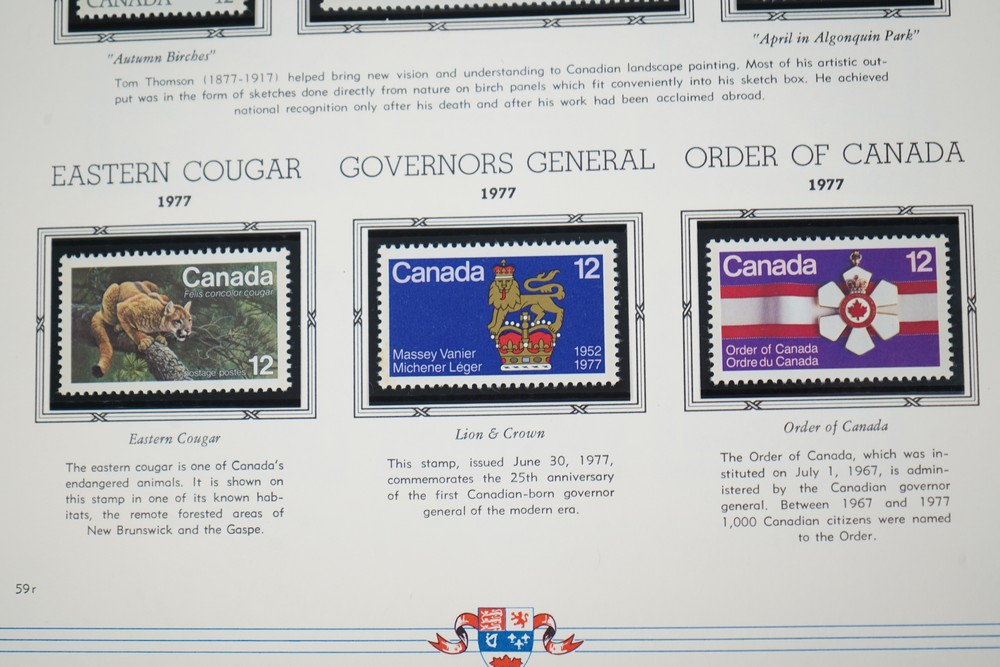 CANADA 12
"Autumn Birches"
"April in Algonquin Park"
Tom Thomson (1877-1917) helped bring new vision and understanding to Canadian landscape painting. Most of his artistic out-
put was in the form of sketches done directly from nature on birch panels which fit conveniently into his sketch box. He achieved
national recognition only after his death and after his work had been acclaimed abroad.
EASTERN COUGAR
1977
Canada
Felis concolor cougar
12
postage postes
Eastern Cougar
The eastern cougar is one of Canada's
endangered animals. It is shown on
this stamp in one of its known hab-
itats, the remote forested areas of
New Brunswick and the Gaspe.
GOVERNORS GENERAL
1977
Canada 12
Massey Vanier 1952
Michener Léger 1977
Lion & Crown
This stamp, issued June 30, 1977,
commemorates the 25th anniversary
of the first Canadian-born governor
general of the modern era.
ORDER OF CANADA
1977
Canada 12
Order of Canada
Ordre du Canada
Order of Canada
The Order of Canada, which was in-
stituted on July 1, 1967, is admin-
istered by the Canadian governor
general. Between 1967 and 1977
1,000 Canadian citizens were named
to the Order.
59r